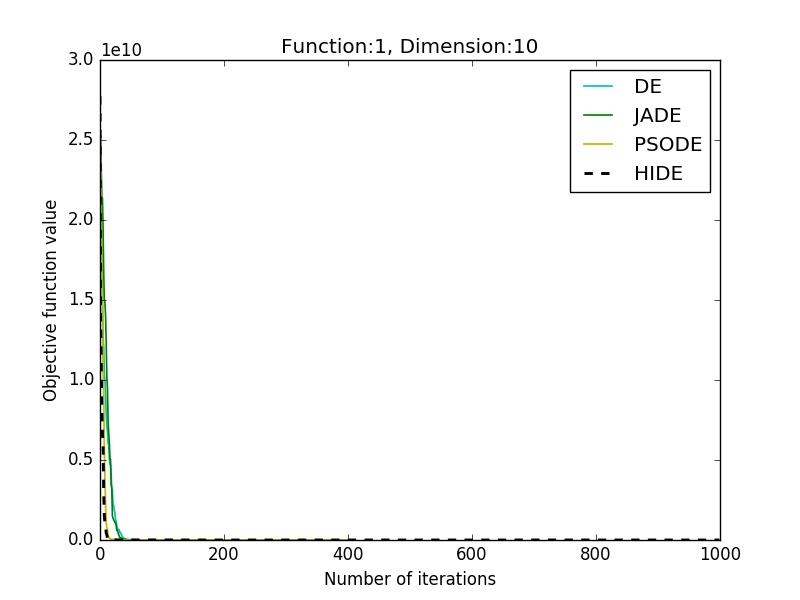 Function:1, Dimension:10
1e10
3.0
2.5
2.0
1.5
1.0
0.5
0.0
Objective function value
DE
JADE
PSODE
HIDE
0 200 400 600 800 1000
Number of iterations